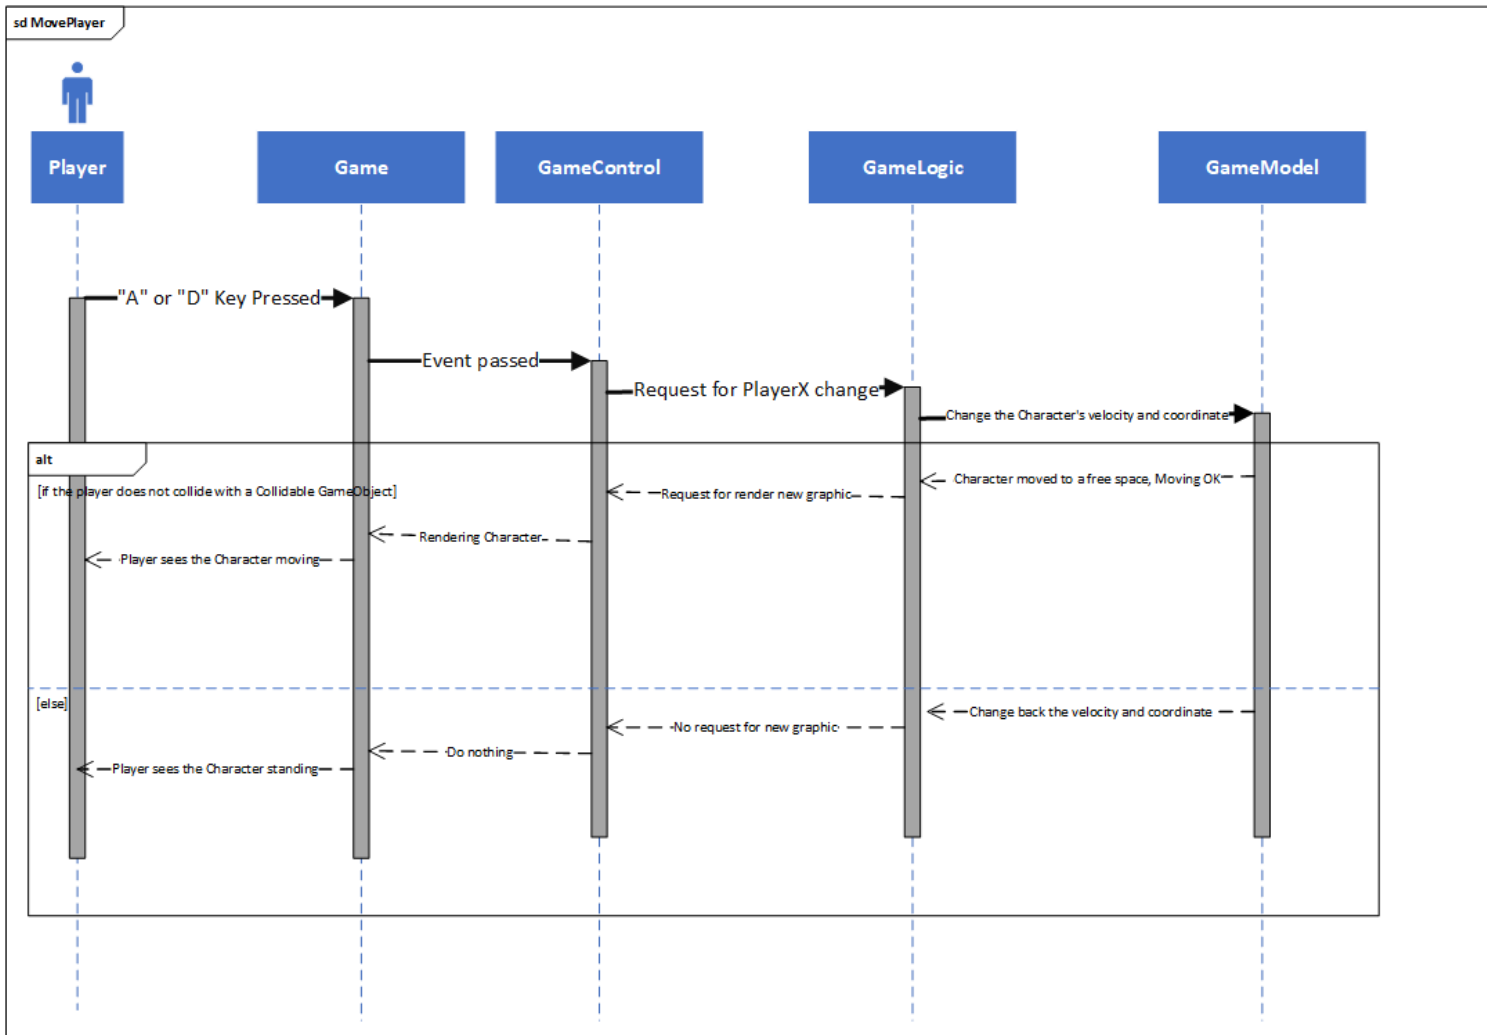 sd MovePlayer
Player
Game
GameControl
GameLogic
GameModel
"A" or "D" Key Pressed
Event passed
Request for PlayerX change
Change the Character's velocity and coordinate
alt
[if the player does not collide with a Collidable GameObject]
Character moved to a free space, Moving OK
Request for render new graphic
Rendering Character
Player sees the Character moving
[else]
Change back the velocity and coordinate
No request for new graphic
Do nothing
Player sees the Character standing